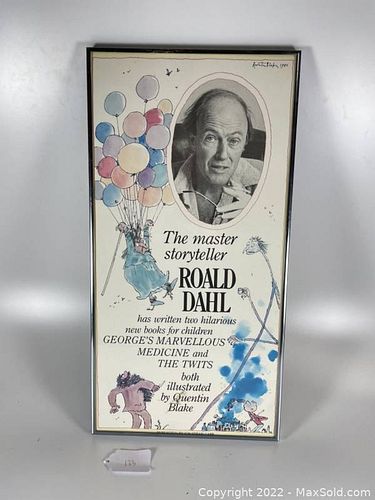 The master
storyteller
ROALD
DAHL
has written two hilarious
new books for children
GEORGE'S MARVELLOUS
MEDICINE and
THE TWITS
both
illustrated
by Quentin
Blake
Copyright © 2022 - MaxSold.com